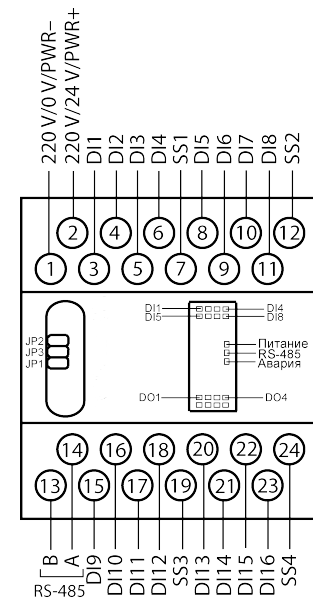 220 V/0 V/PWR−
220 V/24 V/PWR+
DI1
DI2
DI3
DI4
SS1
DI5
DI6
DI7
DI8
SS2
2 4 6 8 10 12
1 3 5 7 9 11
DI1 DI4
DI5 DI8
JP2
JP3
JP1
Питание
RS-485
Авария
DO1 DO4
14 16 18 20 22 24
13 15 17 19 21 23
B
A
DI9
DI10
DI11
DI12
SS3
DI13
DI14
DI15
DI16
SS4
RS-485